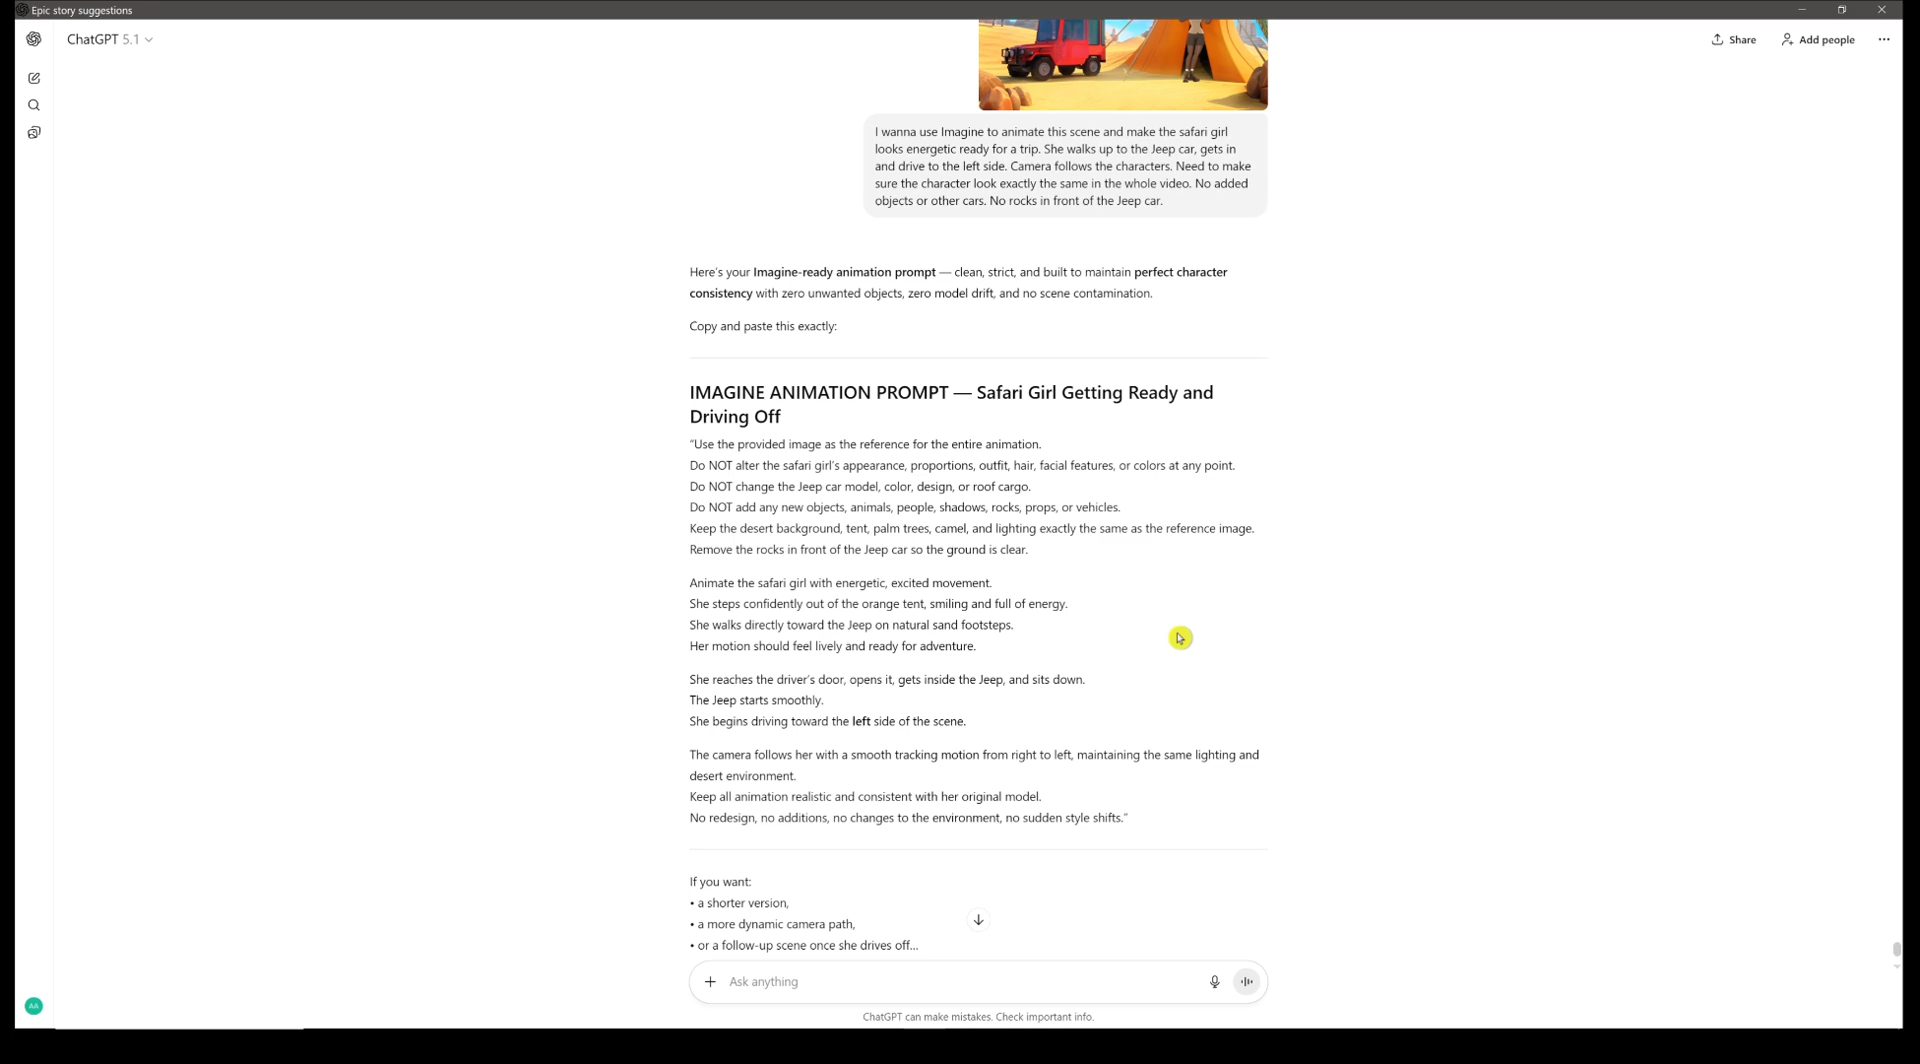 Epic story suggestions
ChatGPT 5.1
Share
Add people
I wanna use Imagine to animate this scene and make the safari girl
looks energetic ready for a trip. She walks up to the Jeep car, gets in
and drive to the left side. Camera follows the characters. Need to make
sure the character look exactly the same in the whole video. No added
objects or other cars. No rocks in front of the Jeep car.
Here's your Imagine-ready animation prompt — clean, strict, and built to maintain perfect character
consistency with zero unwanted objects, zero model drift, and no scene contamination.
Copy and paste this exactly:
IMAGINE ANIMATION PROMPT — Safari Girl Getting Ready and
Driving Off
“Use the provided image as the reference for the entire animation.
Do NOT alter the safari girl's appearance, proportions, outfit, hair, facial features, or colors at any point.
Do NOT change the Jeep car model, color, design, or roof cargo.
Do NOT add any new objects, animals, people, shadows, rocks, props, or vehicles.
Keep the desert background, tent, palm trees, camel, and lighting exactly the same as the reference image.
Remove the rocks in front of the Jeep car so the ground is clear.
Animate the safari girl with energetic, excited movement.
She steps confidently out of the orange tent, smiling and full of energy.
She walks directly toward the Jeep on natural sand footsteps.
Her motion should feel lively and ready for adventure.
She reaches the driver's door, opens it, gets inside the Jeep, and sits down.
The Jeep starts smoothly.
She begins driving toward the left side of the scene.
The camera follows her with a smooth tracking motion from right to left, maintaining the same lighting and
desert environment.
Keep all animation realistic and consistent with her original model.
No redesign, no additions, no changes to the environment, no sudden style shifts.”
If you want:
• a shorter version,
• a more dynamic camera path,
• or a follow-up scene once she drives off...
Ask anything
AA
ChatGPT can make mistakes. Check important info.